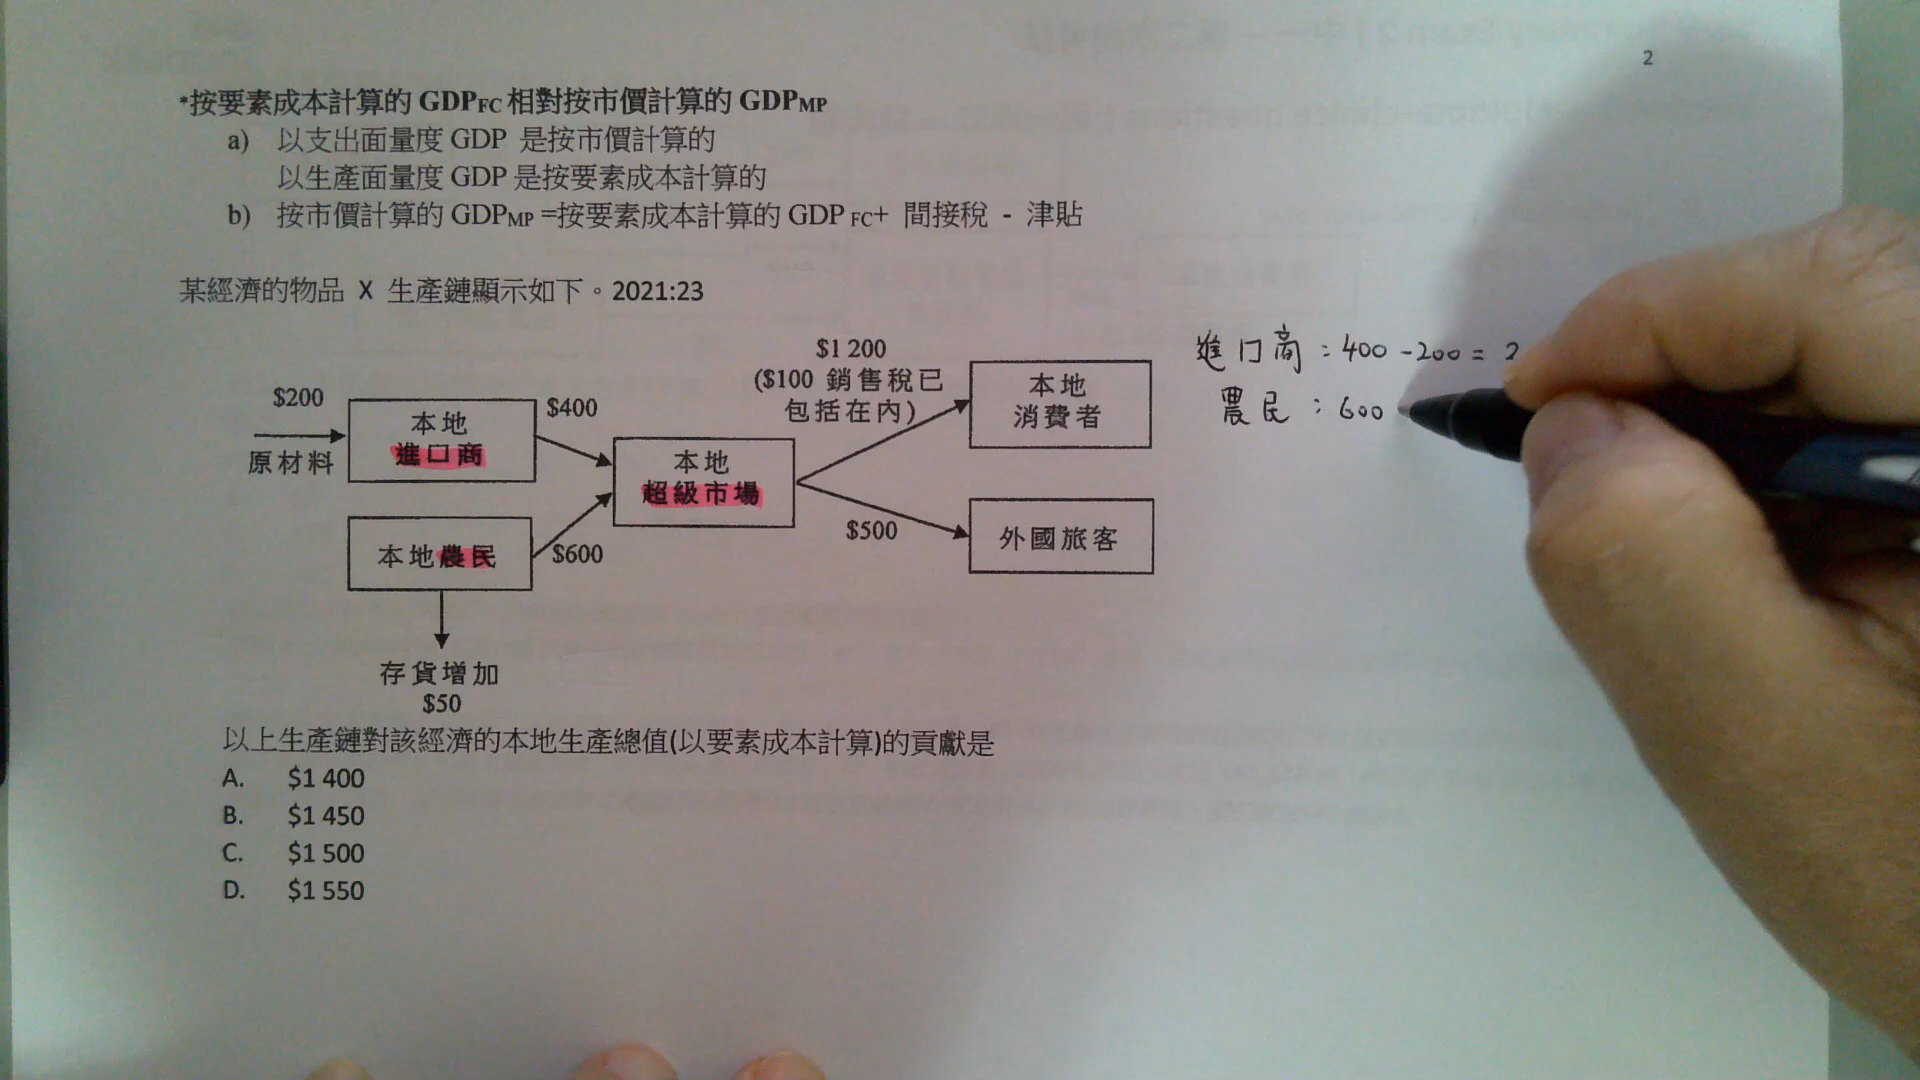 2
*按要素成本計算的 GDPFC 相對按市價計算的 GDPMP
a) 以支出面量度 GDP 是按市價計算的
以生產面量度 GDP 是按要素成本計算的
b) 按市價計算的 GDPMP =按要素成本計算的 GDP FC+ 間接稅 - 津貼
某經濟的物品 X 生產鏈顯示如下。2021:23
$200
原材料
本地
進口商
$400
本地農民
$600
存貨增加
$50
本地
超級市場
$1 200
($100 銷售稅已
包括在內)
本地
消費者
$500
外國旅客
進口商 : 400 - 200 = 2
農民 : 600
以上生產鏈對該經濟的本地生產總值(以要素成本計算)的貢獻是
A. $1 400
B. $1 450
C. $1 500
D. $1 550